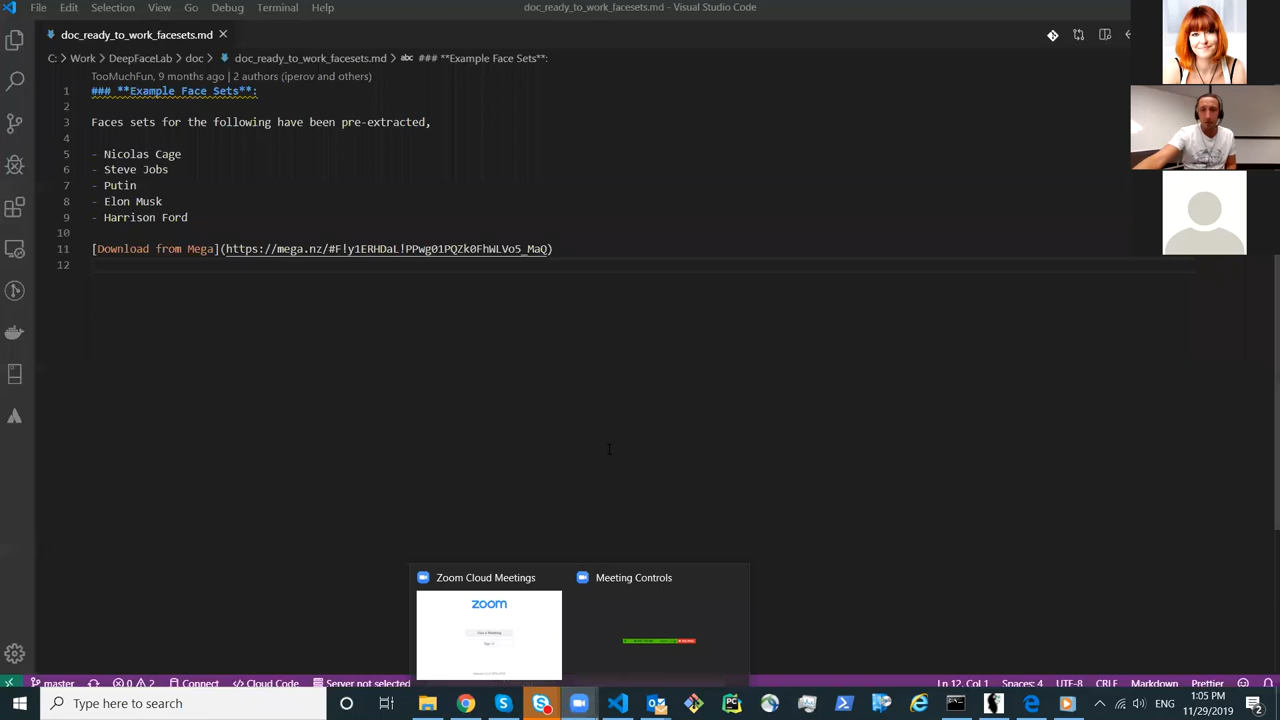 File Edit Selection View Go Debug Terminal Help
doc_ready_to_work_facesets.md - Visual Studio Code
doc_ready_to_work_facesets.md
C: > Work > DeepFaceLab > doc > doc_ready_to_work_facesets.md > abc ### **Example Face Sets**:
TooMuchFun, 9 months ago | 2 authors (iperov and others)
1 ### **Example Face Sets**:
2
3 Faces sets for the following have been pre-extracted,
4
5 - Nicolas Cage
6 - Steve Jobs
7 - Putin
8 - Elon Musk
9 - Harrison Ford
10
11 [Download from Mega](https://mega.nz/#F!y1ERHDaL!PPwg01PQZk0FhWLVo5_MaQ)
12
Zoom Cloud Meetings
Meeting Controls
zoom
master
0
2
Cloud Code
Server not selected
Ln 12, Col 1 Spaces: 4 UTF-8 CRLF Markdown Prettier
Type here to search
ENG
1:05 PM
11/29/2019
2